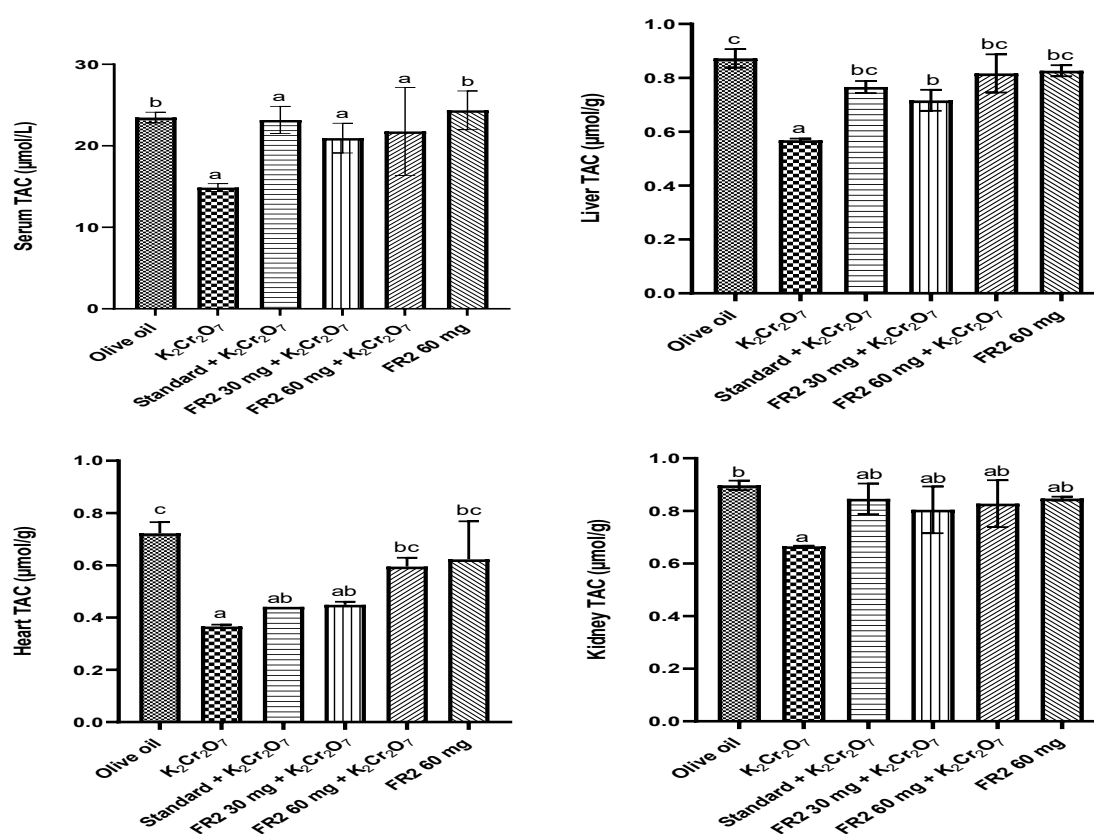 Serum TAC (µmol/L)
30
20
10
0
b
a
a
a
a
b
Olive oil
K₂Cr₂O₇
Standard + K₂Cr₂O₇
FR2 30 mg + K₂Cr₂O₇
FR2 60 mg + K₂Cr₂O₇
FR2 60 mg
Liver TAC (µmol/g)
1.0
0.8
0.6
0.4
0.2
0.0
c
a
bc
b
bc
bc
Olive oil
K₂Cr₂O₇
Standard + K₂Cr₂O₇
FR2 30 mg + K₂Cr₂O₇
FR2 60 mg + K₂Cr₂O₇
FR2 60 mg
Heart TAC (µmol/g)
1.0
0.8
0.6
0.4
0.2
0.0
c
a
ab
ab
bc
bc
Olive oil
K₂Cr₂O₇
Standard + K₂Cr₂O₇
FR2 30 mg + K₂Cr₂O₇
FR2 60 mg + K₂Cr₂O₇
FR2 60 mg
Kidney TAC (µmol/g)
1.0
0.8
0.6
0.4
0.2
0.0
b
a
ab
ab
ab
ab
Olive oil
K₂Cr₂O₇
Standard + K₂Cr₂O₇
FR2 30 mg + K₂Cr₂O₇
FR2 60 mg + K₂Cr₂O₇
FR2 60 mg